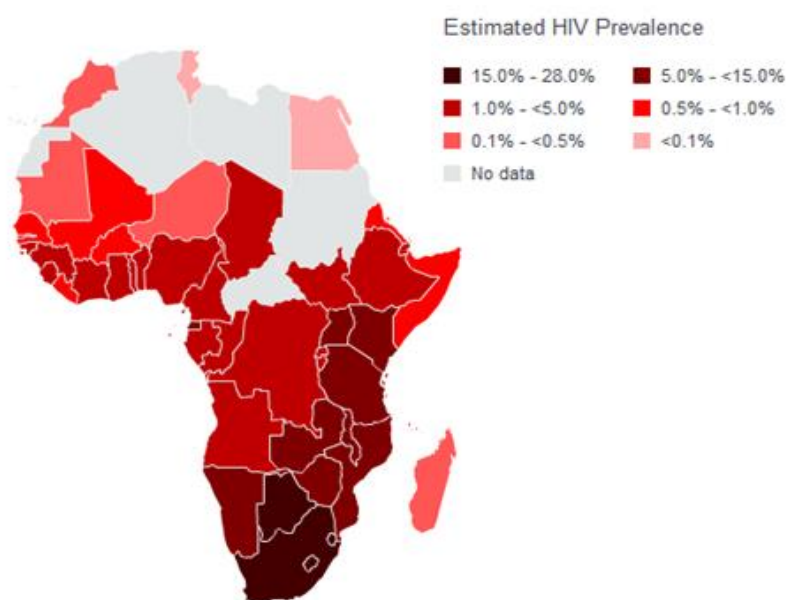 Estimated HIV Prevalence
15.0% - 28.0% 5.0% - <15.0%
1.0% - <5.0% 0.5% - <1.0%
0.1% - <0.5% <0.1%
No data